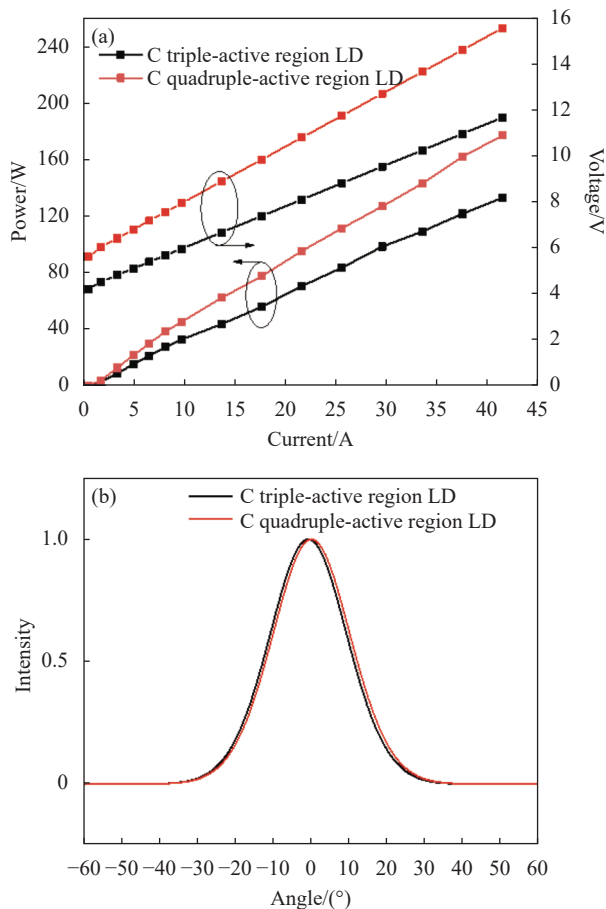 (a)
C triple-active region LD
C quadruple-active region LD
Power/W
240
200
160
120
80
40
0
Voltage/V
16
14
12
10
8
6
4
2
0
0 5 10 15 20 25 30 35 40 45
Current/A
(b)
C triple-active region LD
C quadruple-active region LD
Intensity
1.0
0.5
0
−60 −50 −40 −30 −20 −10 0 10 20 30 40 50 60
Angle/(°)